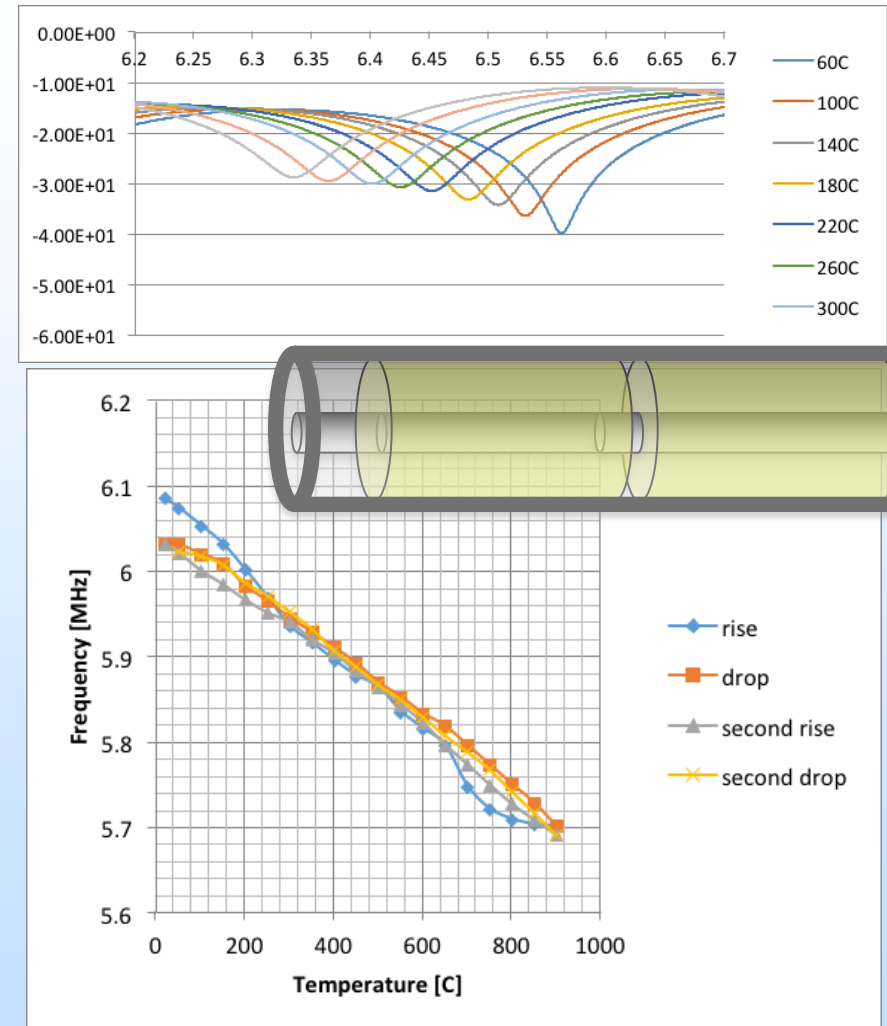 0.00E+00
6.2 6.25 6.3 6.35 6.4 6.45 6.5 6.55 6.6 6.65 6.7
-1.00E+01
-2.00E+01
-3.00E+01
-4.00E+01
-5.00E+01
-6.00E+01
60C
100C
140C
180C
220C
260C
300C
6.2
6.1
6
5.9
5.8
5.7
5.6
Frequency [MHz]
0 200 400 600 800 1000
Temperature [C]
rise
drop
second rise
second drop